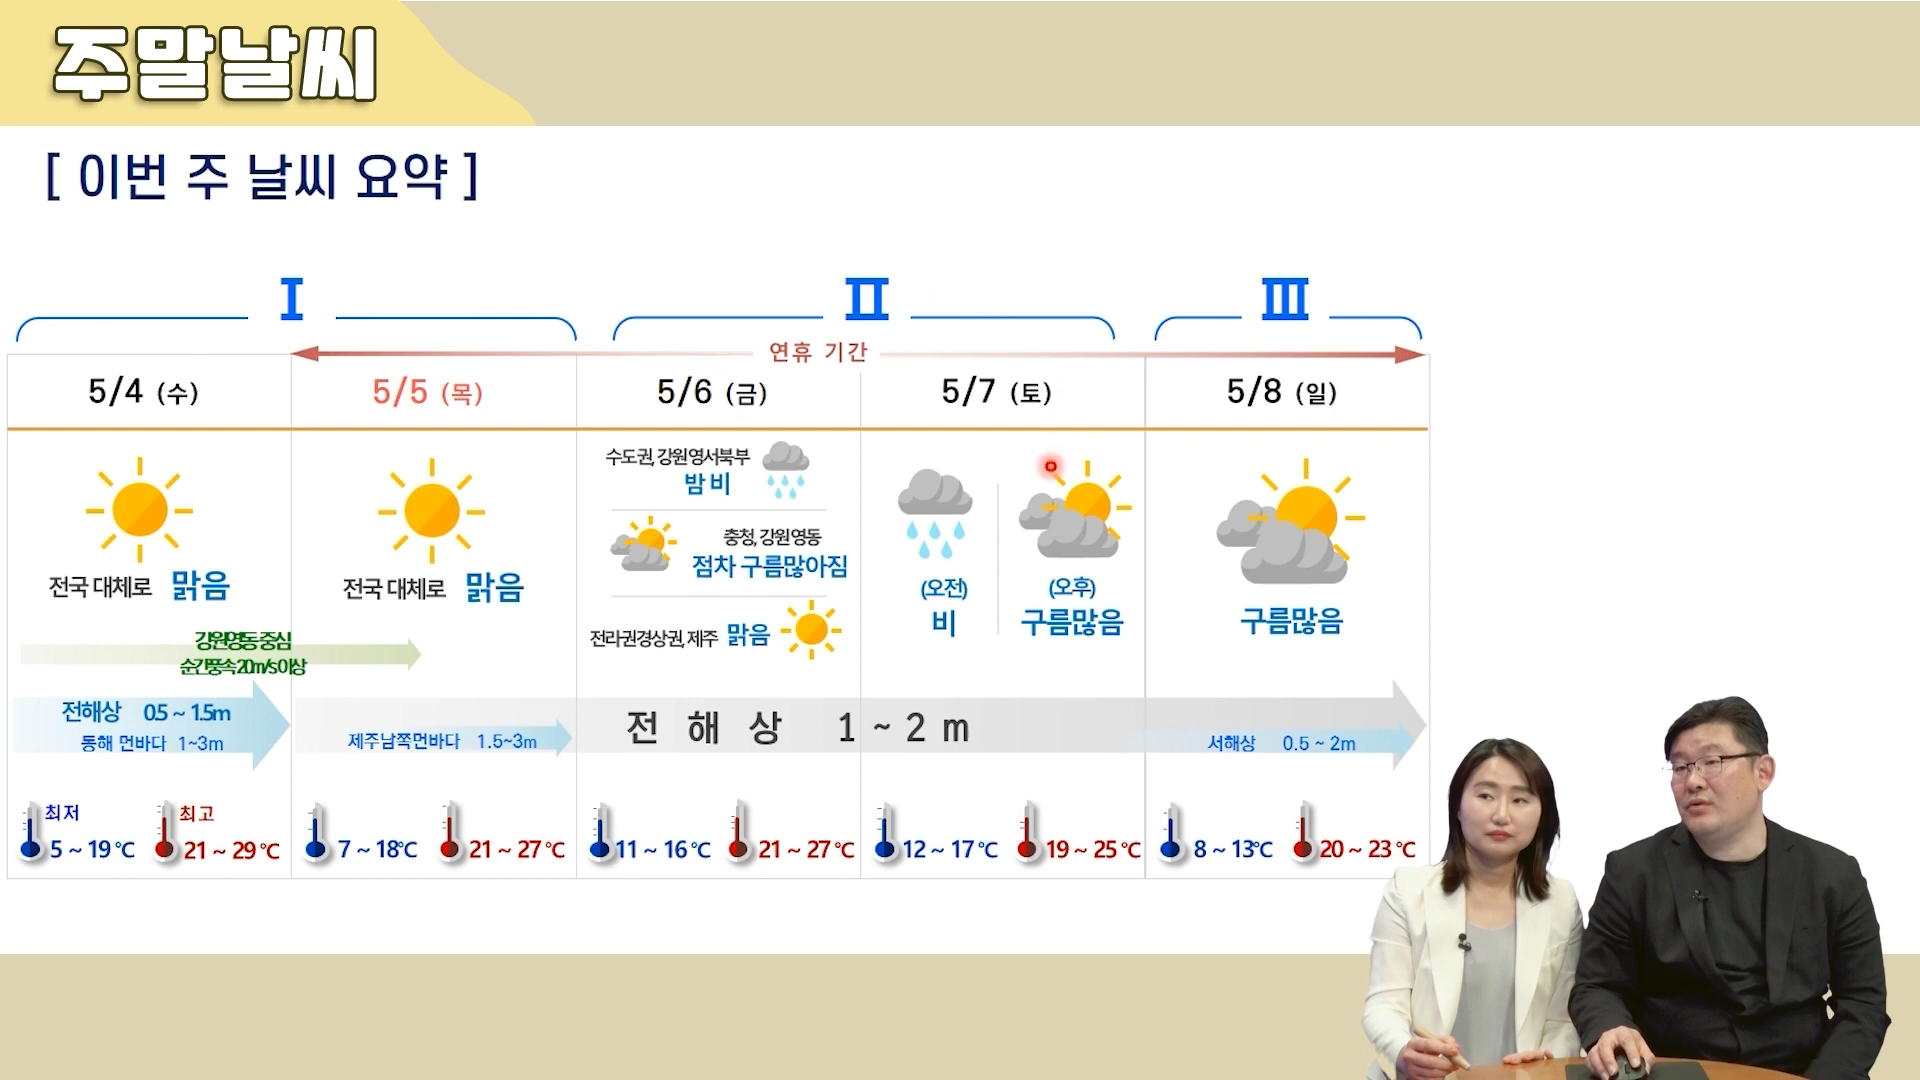 주말날씨
[ 이번 주 날씨 요약 ]
I
II
III
연휴 기간
5/4 (수)
5/5 (목)
5/6 (금)
5/7 (토)
5/8 (일)
전국 대체로 맑음
강원영동 중심
순간풍속 20m/s 이상
전국 대체로 맑음
수도권, 강원영서북부
밤 비
충청, 강원영동
점차 구름많아짐
전라권경상권, 제주 맑음
(오전)
비
(오후)
구름많음
구름많음
전해상 0.5 ~ 1.5m
동해 먼바다 1~3m
제주남쪽먼바다 1.5~3m
전 해 상 1 ~ 2 m
서해상 0.5 ~ 2m
최저
5 ~ 19 ℃
최고
21 ~ 29 ℃
7 ~ 18℃
21 ~ 27 ℃
11 ~ 16 ℃
21 ~ 27 ℃
12 ~ 17 ℃
19 ~ 25 ℃
8 ~ 13℃
20 ~ 23 ℃